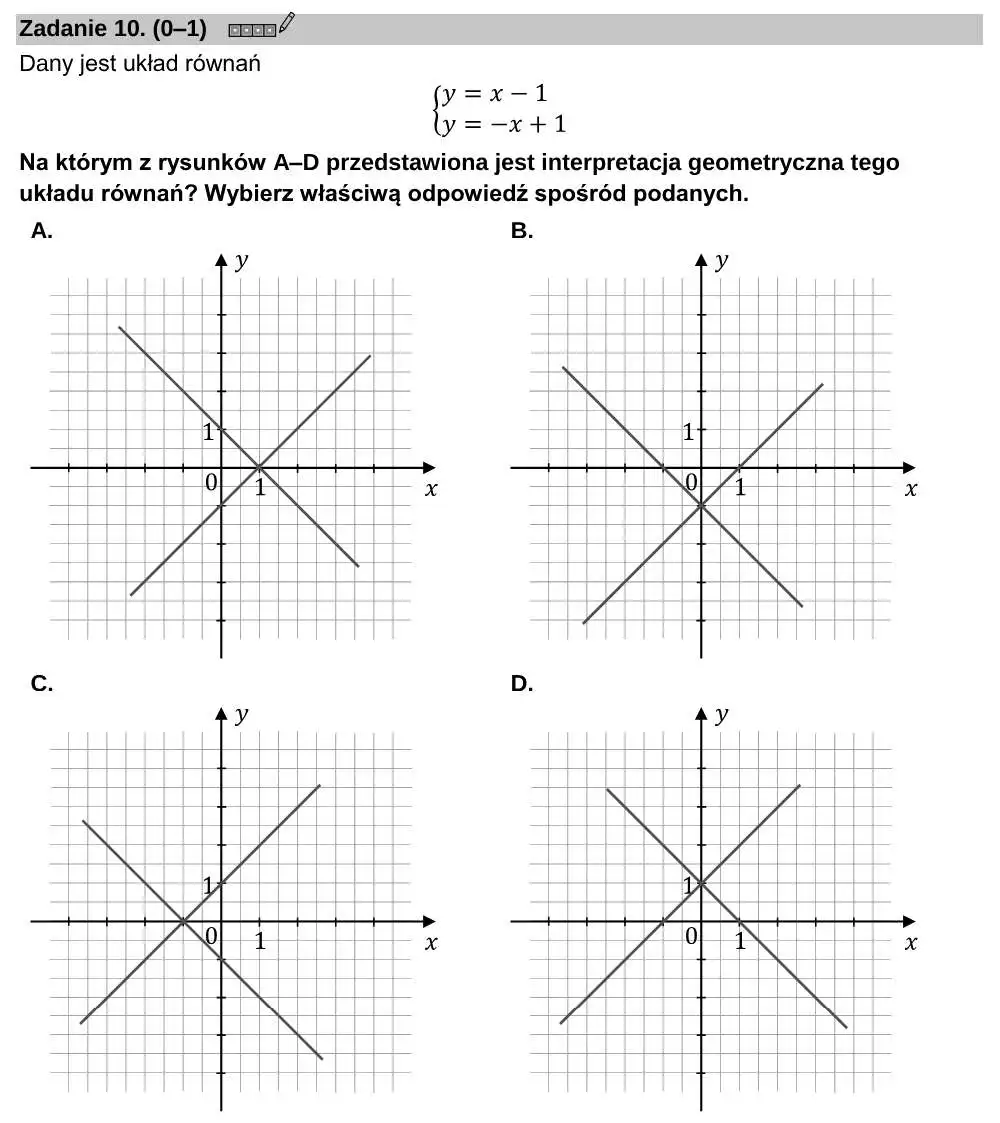 Zadanie 10. (0–1)
Dany jest układ równań
y = x − 1
y = −x + 1
Na którym z rysunków A–D przedstawiona jest interpretacja geometryczna tego
układu równań? Wybierz właściwą odpowiedź spośród podanych.
A.
y
1
0
1
x
B.
y
1
0
1
x
C.
y
1
0
1
x
D.
y
1
0
1
x